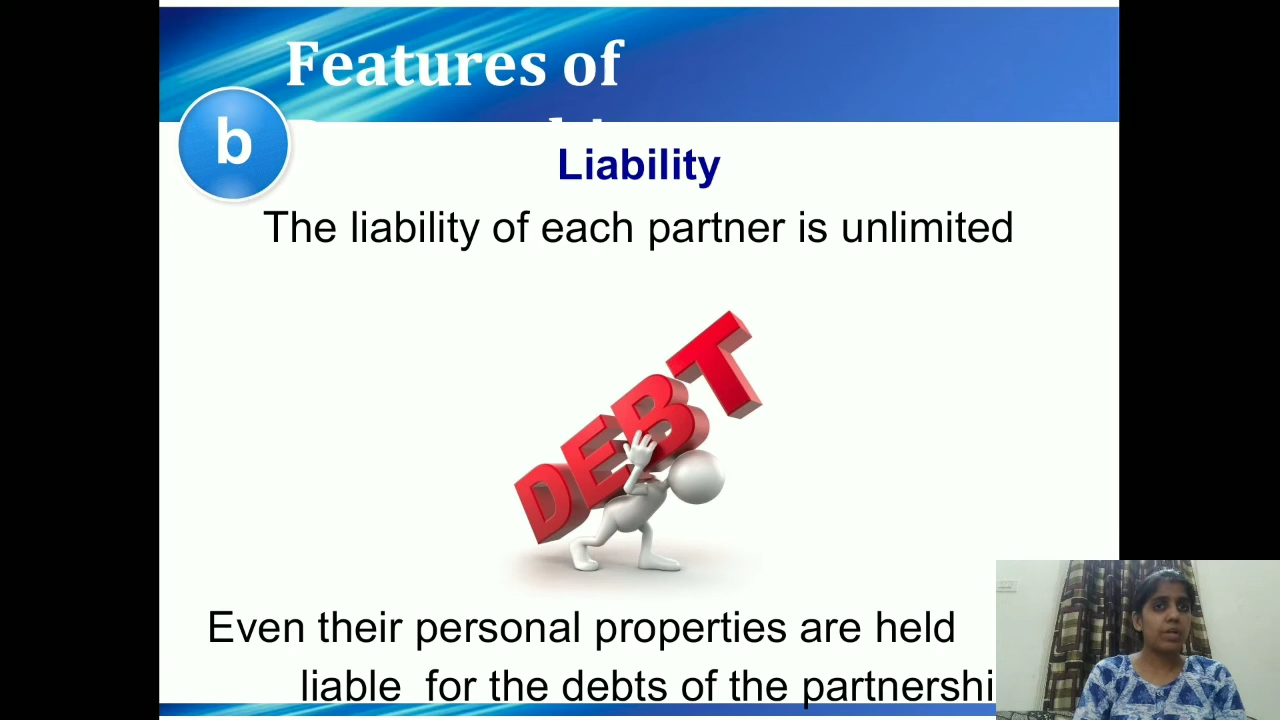 Features of
b
Liability
The liability of each partner is unlimited
DEBT
Even their personal properties are held
liable for the debts of the partnershi